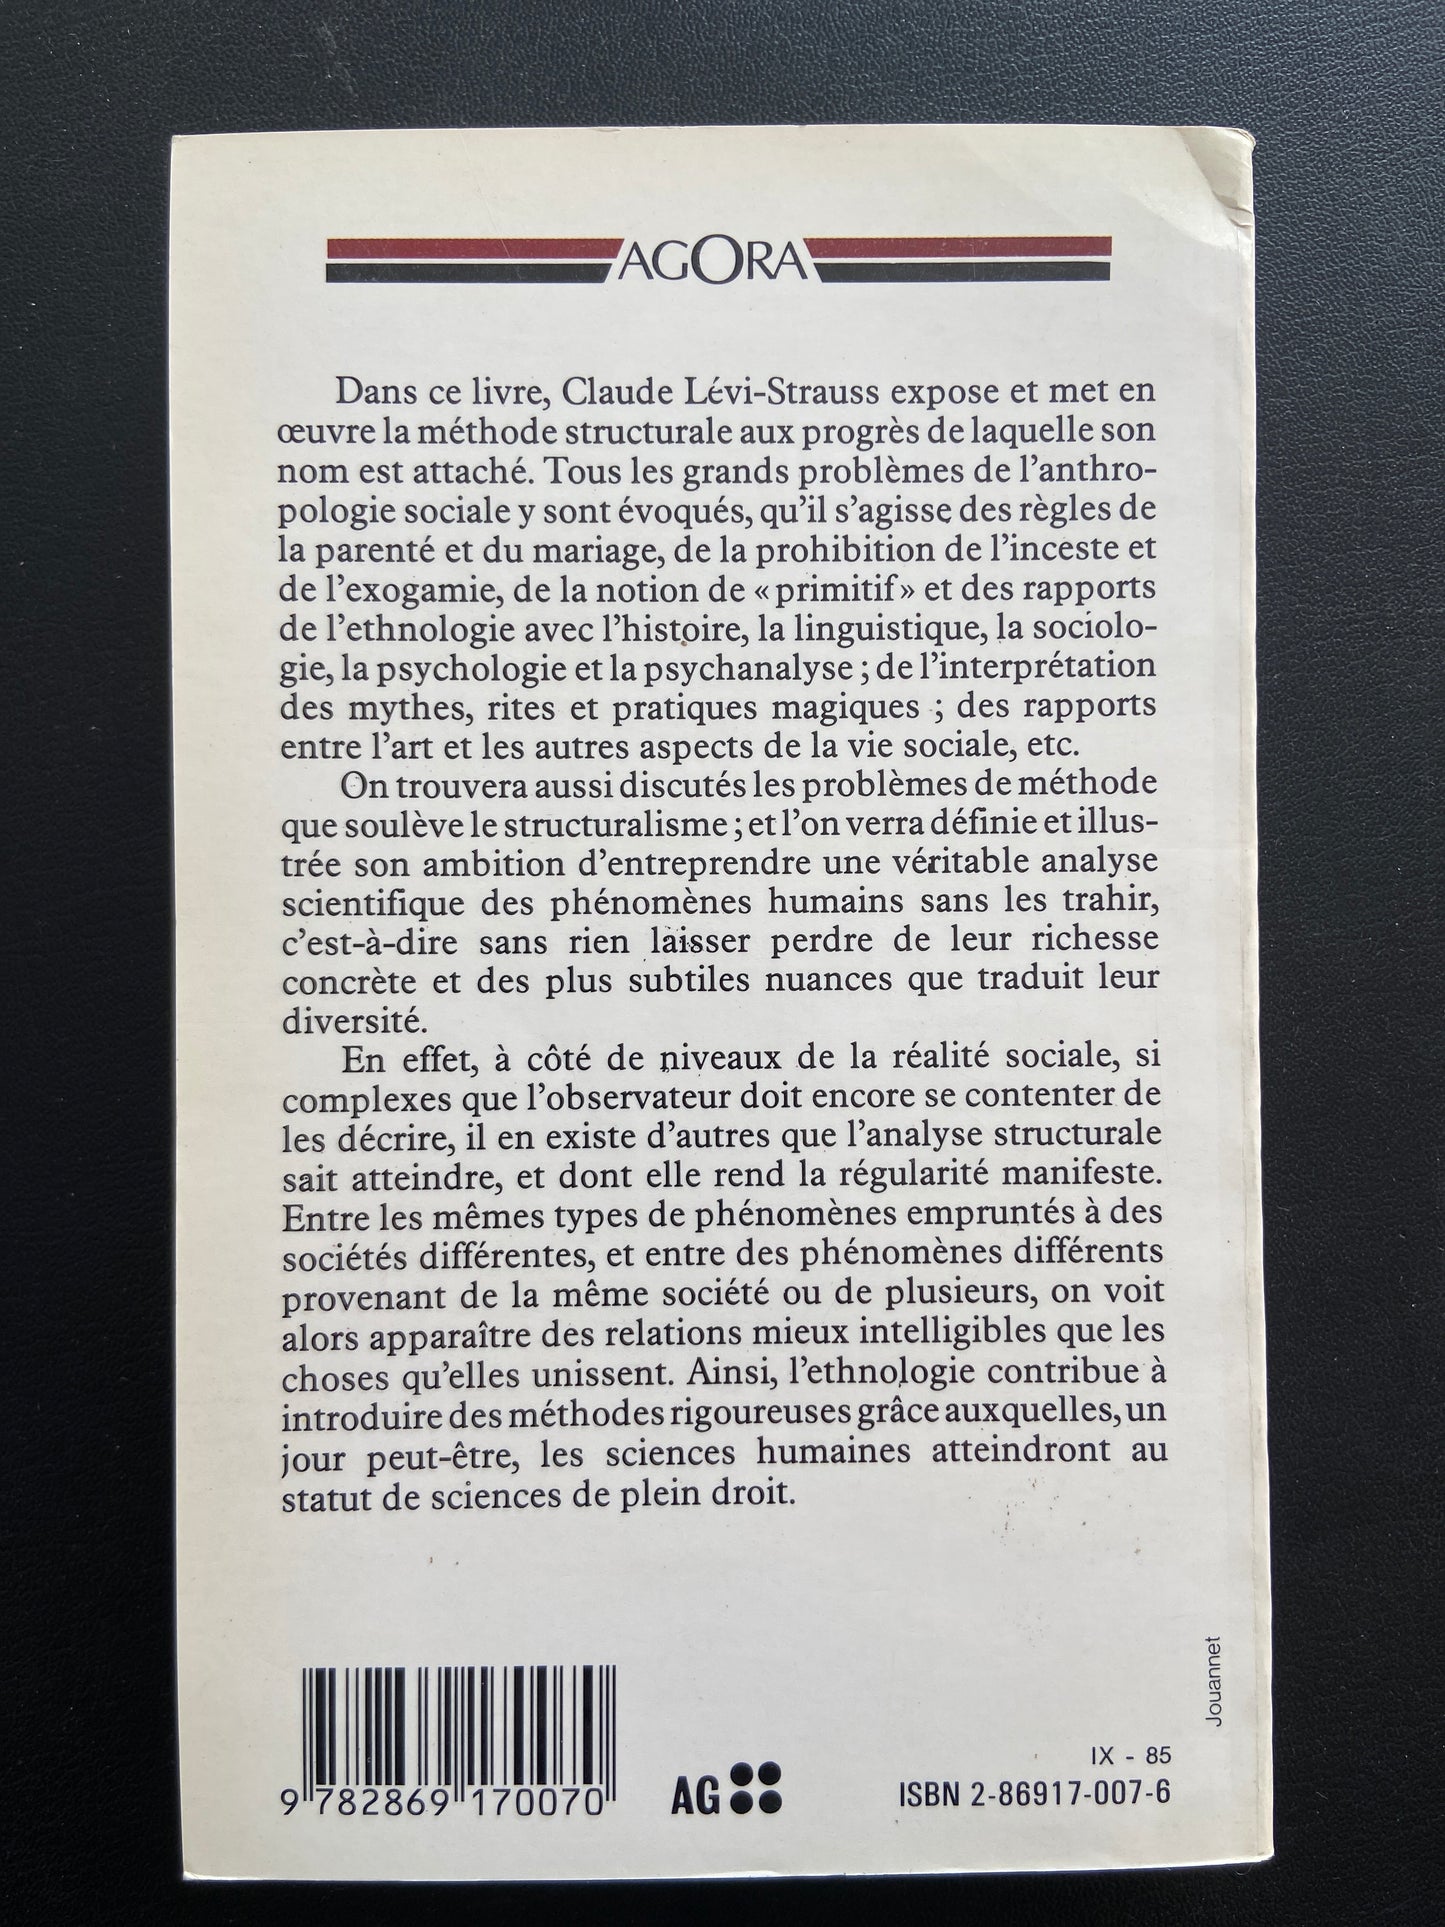 AGORA
Dans ce livre, Claude Lévi-Strauss expose et met en
œuvre la méthode structurale aux progrès de laquelle son
nom est attaché. Tous les grands problèmes de l’anthro-
pologie sociale y sont évoqués, qu’il s’agisse des règles de
la parenté et du mariage, de la prohibition de l’inceste et
de l’exogamie, de la notion de « primitif » et des rapports
de l’ethnologie avec l’histoire, la linguistique, la sociolo-
gie, la psychologie et la psychanalyse ; de l’interprétation
des mythes, rites et pratiques magiques ; des rapports
entre l’art et les autres aspects de la vie sociale, etc.
On trouvera aussi discutés les problèmes de méthode
que soulève le structuralisme ; et l’on verra définie et illus-
trée son ambition d’entreprendre une véritable analyse
scientifique des phénomènes humains sans les trahir,
c’est-à-dire sans rien laisser perdre de leur richesse
concrète et des plus subtiles nuances que traduit leur
diversité.
En effet, à côté de niveaux de la réalité sociale, si
complexes que l’observateur doit encore se contenter de
les décrire, il en existe d’autres que l’analyse structurale
sait atteindre, et dont elle rend la régularité manifeste.
Entre les mêmes types de phénomènes empruntés à des
sociétés différentes, et entre des phénomènes différents
provenant de la même société ou de plusieurs, on voit
alors apparaître des relations mieux intelligibles que les
choses qu’elles unissent. Ainsi, l’ethnologie contribue à
introduire des méthodes rigoureuses grâce auxquelles, un
jour peut-être, les sciences humaines atteindront au
statut de sciences de plein droit.
Jouannet
IX - 85
9 782869 170070
AG
ISBN 2-86917-007-6